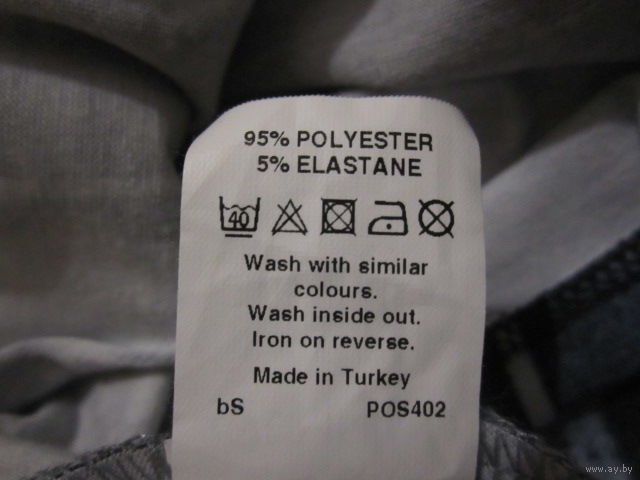 95% POLYESTER
5% ELASTANE
40
Wash with similar
colours.
Wash inside out.
Iron on reverse.
Made in Turkey
bS POS402
www.ay.by